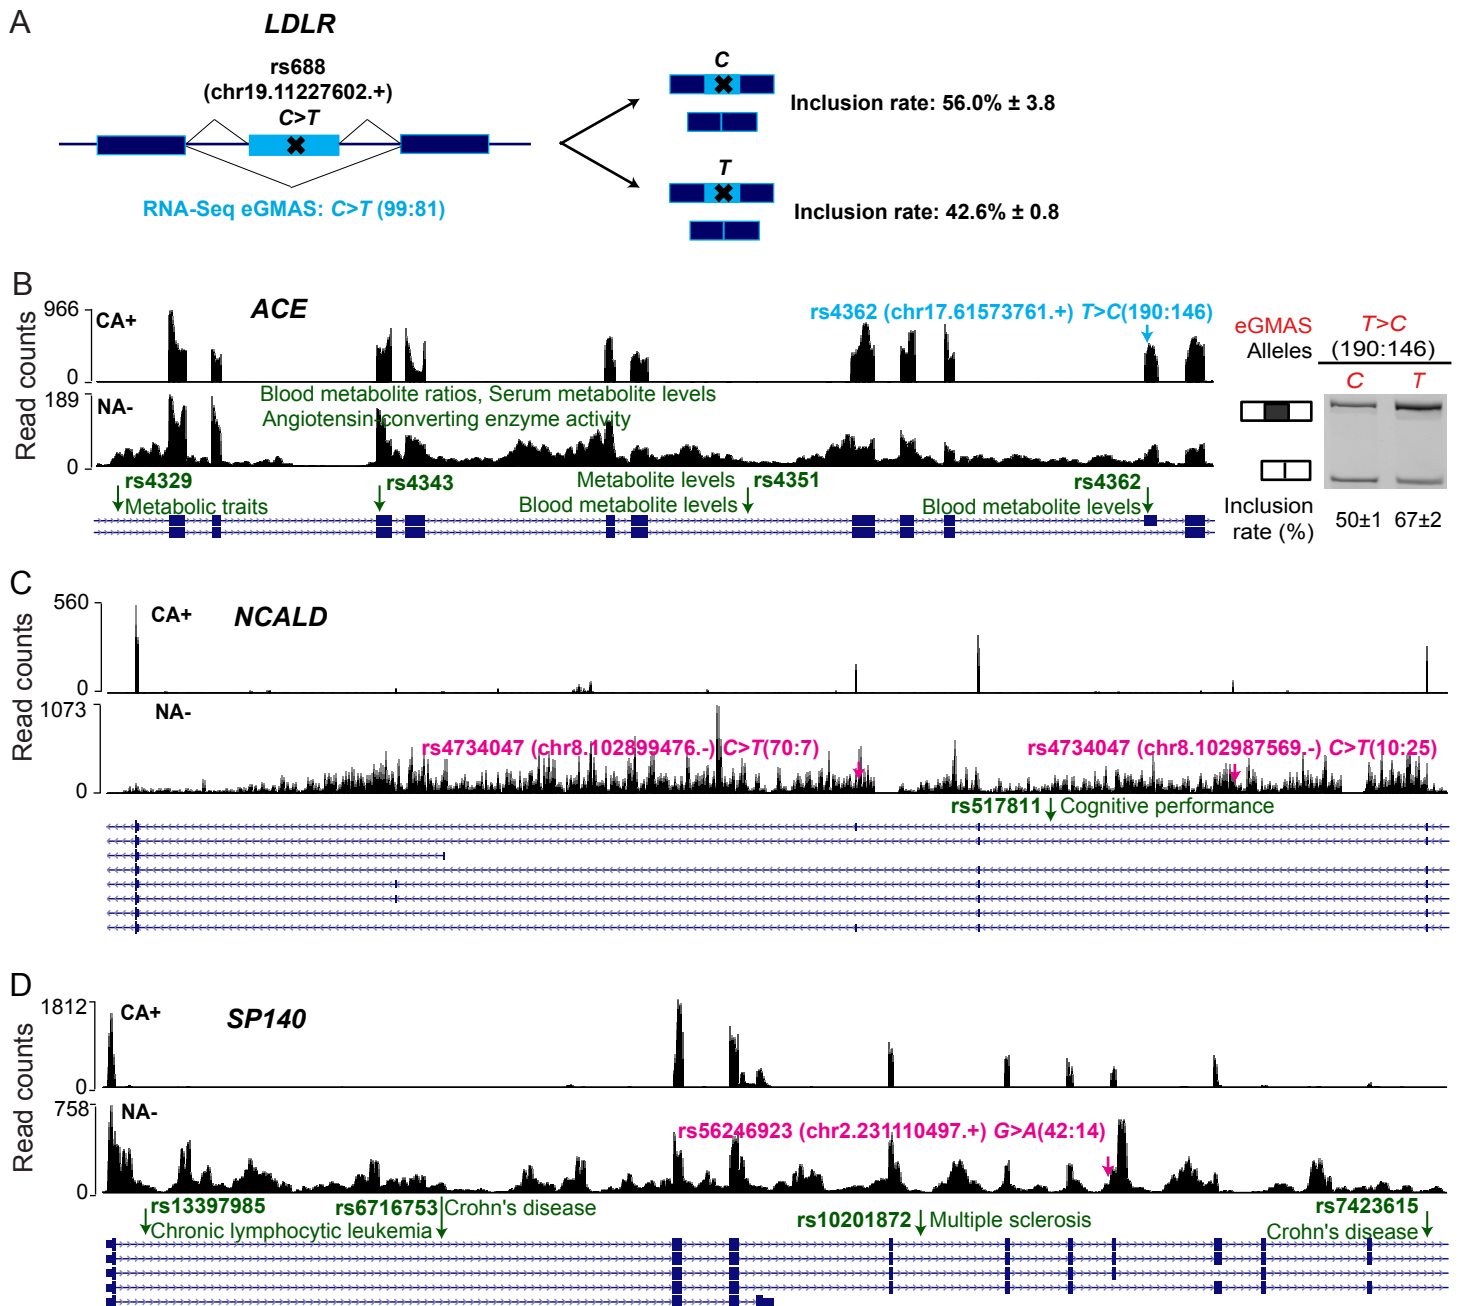 A
LDLR
rs688
(chr19.11227602.+)
C>T
RNA-Seq eGMAS: C>T (99:81)
C
Inclusion rate: 56.0% ± 3.8
T
Inclusion rate: 42.6% ± 0.8
B
Read counts
966
0
CA+
ACE
rs4362 (chr17.61573761.+) T>C(190:146)
189
0
NA-
Blood metabolite ratios, Serum metabolite levels
Angiotensin-converting enzyme activity
rs4329
Metabolic traits
rs4343
Metabolite levels
Blood metabolite levels
rs4351
rs4362
Blood metabolite levels
eGMAS
Alleles
T>C
(190:146)
C T
Inclusion
rate (%)
50±1 67±2
C
Read counts
560
0
CA+
NCALD
1073
0
NA-
rs4734047 (chr8.102899476.-) C>T(70:7)
rs4734047 (chr8.102987569.-) C>T(10:25)
rs517811
Cognitive performance
D
Read counts
1812
0
CA+
SP140
758
0
NA-
rs56246923 (chr2.231110497.+) G>A(42:14)
rs13397985
Chronic lymphocytic leukemia
rs6716753
Crohn's disease
rs10201872
Multiple sclerosis
rs7423615
Crohn's disease